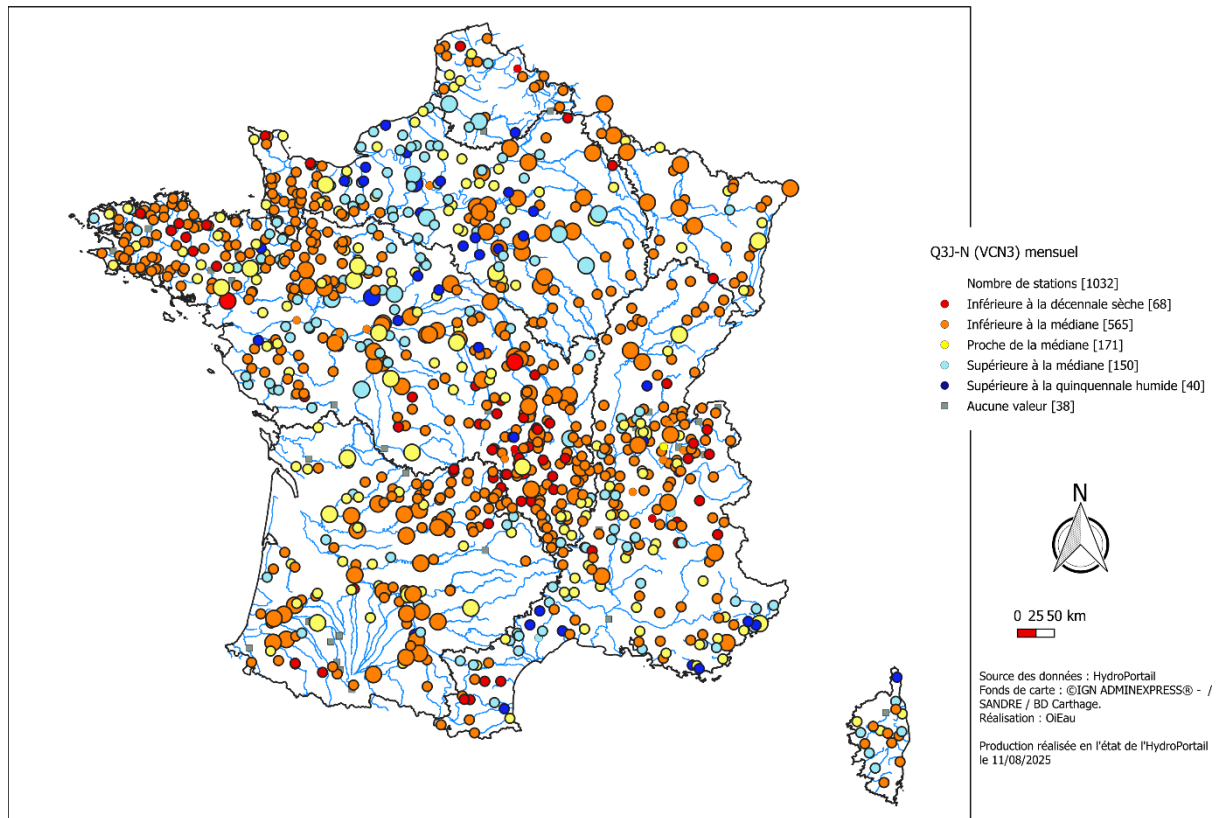 Q3J-N (VCN3) mensuel
Nombre de stations [1032]
Inférieure à la décennale sèche [68]
Inférieure à la médiane [565]
Proche de la médiane [171]
Supérieure à la médiane [150]
Supérieure à la quinquennale humide [40]
Aucune valeur [38]
N
0 25 50 km
Source des données : HydroPortail
Fonds de carte : ©IGN ADMINEXPRESS® - /
SANDRE / BD Carthage.
Réalisation : OiEau
Production réalisée en l'état de l'HydroPortail
le 11/08/2025